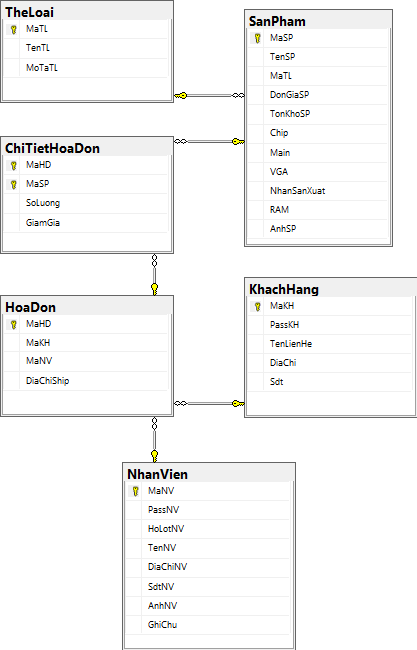 TheLoai
MaTL
TenTL
MoTaTL
SanPham
MaSP
TenSP
MaTL
DonGiaSP
TonKhoSP
Chip
Main
VGA
NhanSanXuat
RAM
AnhSP
ChiTietHoaDon
MaHD
MaSP
SoLuong
GiamGia
HoaDon
MaHD
MaKH
MaNV
DiaChiShip
KhachHang
MaKH
PassKH
TenLienHe
DiaChi
Sdt
NhanVien
MaNV
PassNV
HoLotNV
TenNV
DiaChiNV
SdtNV
AnhNV
GhiChu